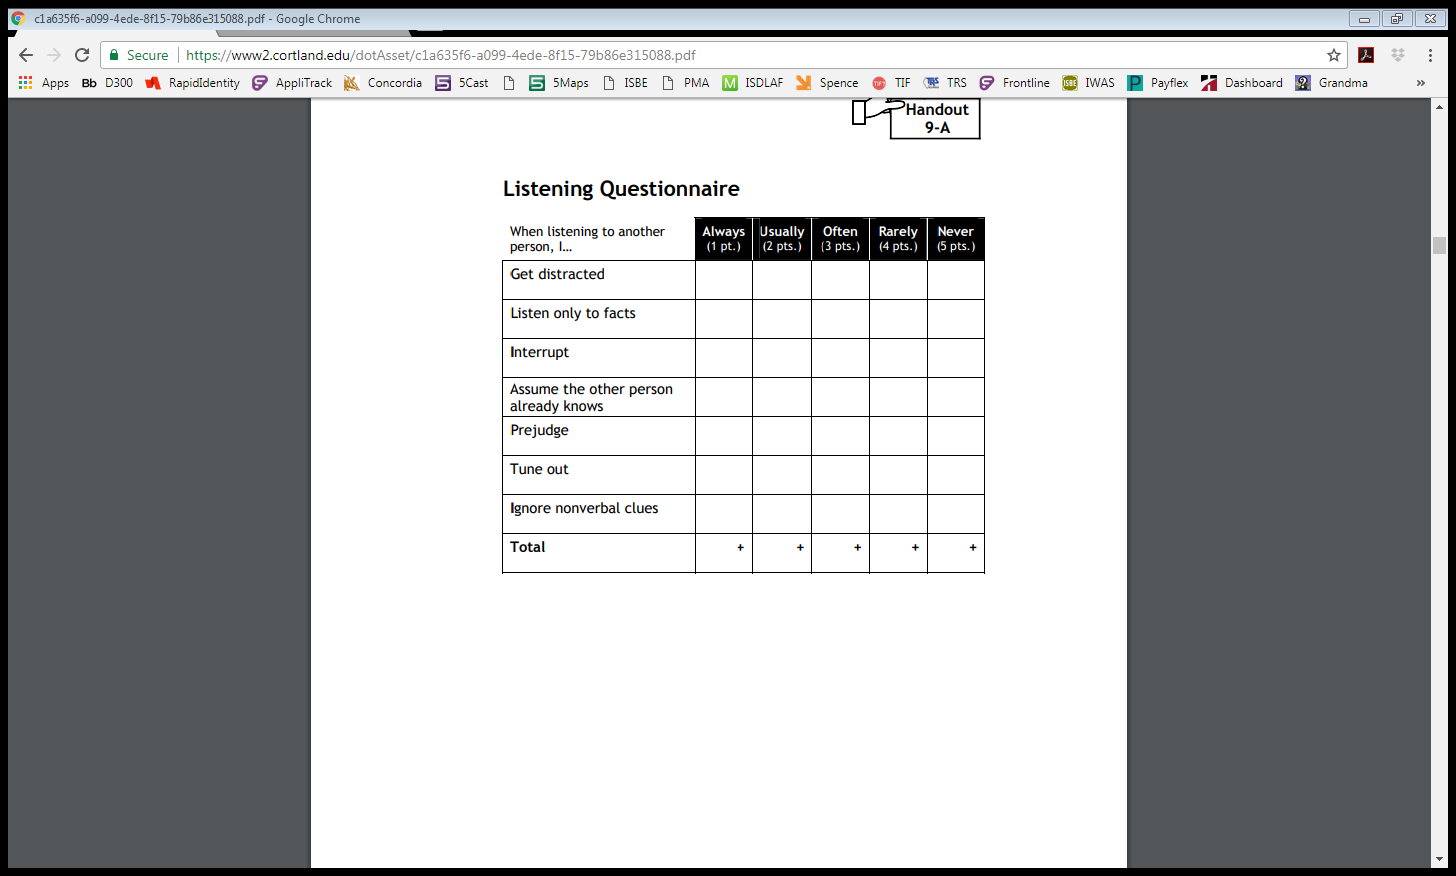 c1a635f6-a099-4ede-8f15-79b86e315088.pdf - Google Chrome
Secure https://www2.cortland.edu/dotAsset/c1a635f6-a099-4ede-8f15-79b86e315088.pdf
Apps Bb D300 RapidIdentity AppliTrack Concordia 5Cast 5Maps ISBE PMA M ISDLAF Spence TIF TRS Frontline IWAS Payflex Dashboard Grandma »
Handout
9-A
Listening Questionnaire
When listening to another person, I... Always Usually Often Rarely Never
(1 pt.) (2 pts.) (3 pts.) (4 pts.) (5 pts.)
Get distracted
Listen only to facts
Interrupt
Assume the other person
already knows
Prejudge
Tune out
Ignore nonverbal clues
Total + + + + +